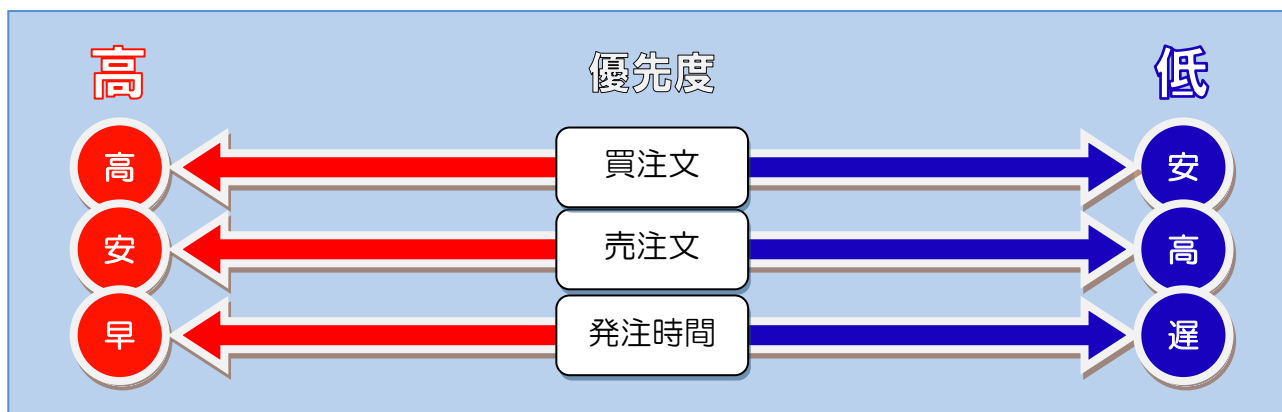 高 優先度 低
高 買注文 安
安 売注文 高
早 発注時間 遅